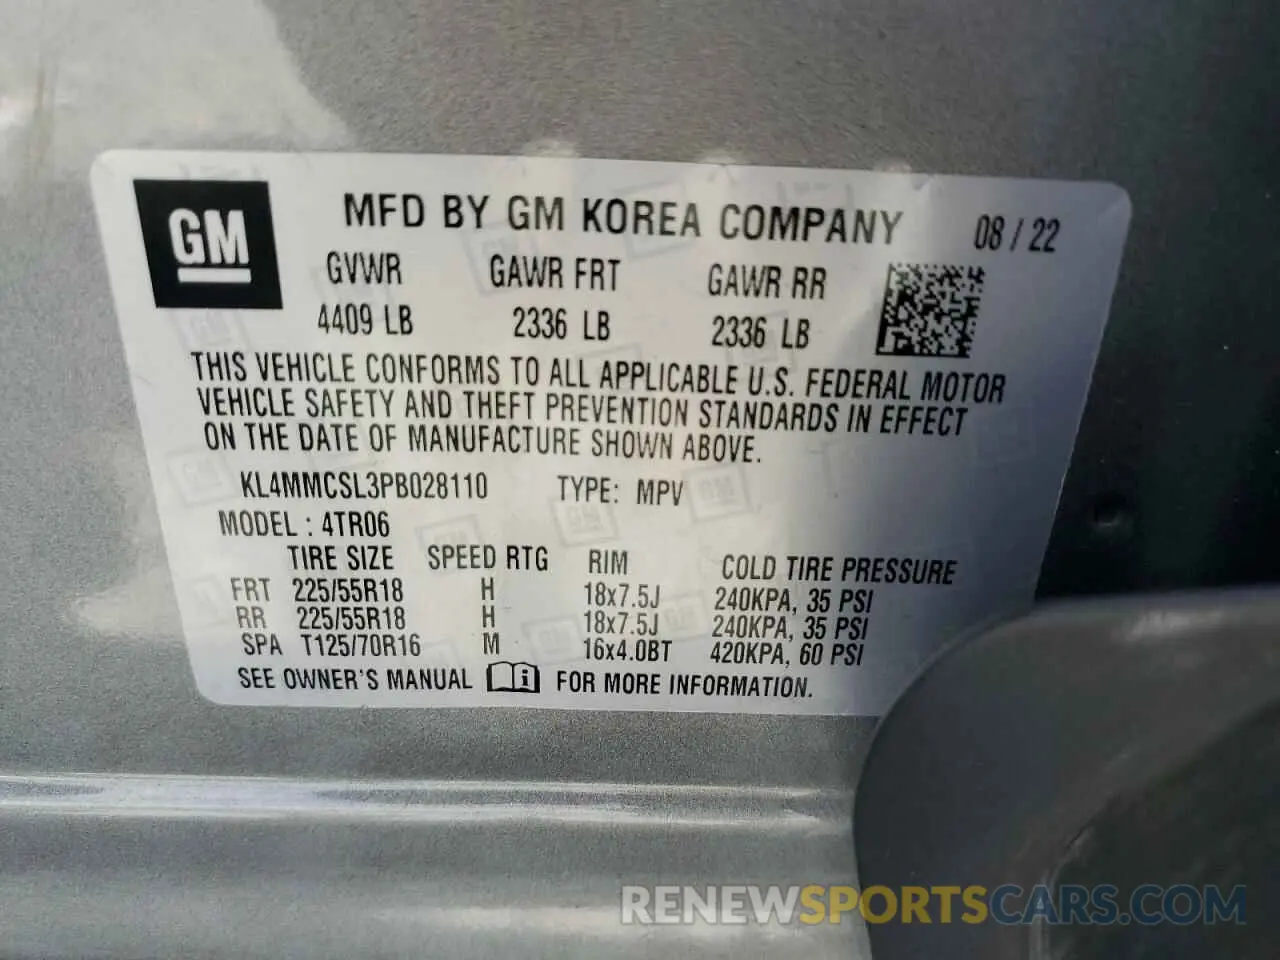 GM
MFD BY GM KOREA COMPANY 08 / 22
GVWR GAWR FRT GAWR RR
4409 LB 2336 LB 2336 LB
THIS VEHICLE CONFORMS TO ALL APPLICABLE U.S. FEDERAL MOTOR
VEHICLE SAFETY AND THEFT PREVENTION STANDARDS IN EFFECT
ON THE DATE OF MANUFACTURE SHOWN ABOVE.
KL4MMCSL3PB028110 TYPE: MPV
MODEL : 4TR06
TIRE SIZE SPEED RTG RIM COLD TIRE PRESSURE
FRT 225/55R18 H 18x7.5J 240KPA, 35 PSI
RR 225/55R18 H 18x7.5J 240KPA, 35 PSI
SPA T125/70R16 M 16x4.0BT 420KPA, 60 PSI
SEE OWNER'S MANUAL FOR MORE INFORMATION.
RENEWSPORTSCARS.COM